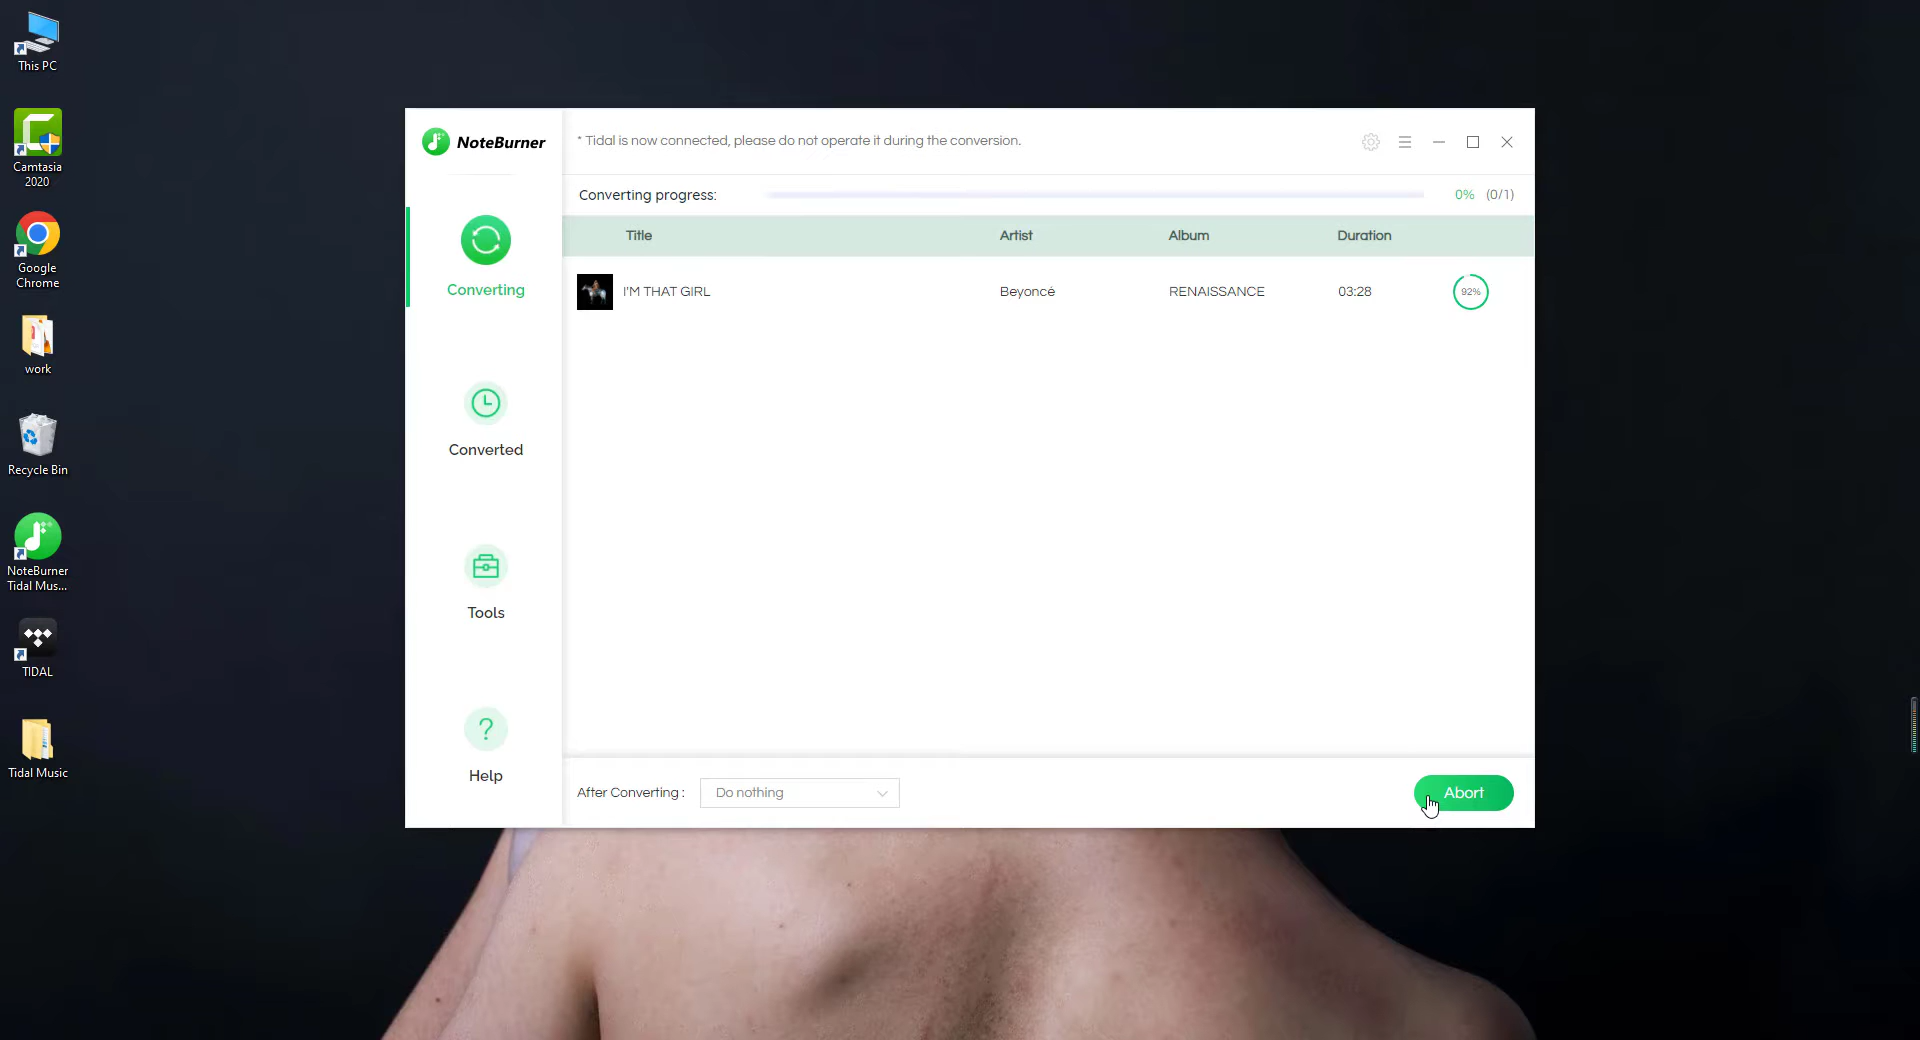 This PC
Camtasia
2020
Google
Chrome
work
Recycle Bin
NoteBurner
Tidal Mus...
TIDAL
Tidal Music
NoteBurner
* Tidal is now connected, please do not operate it during the conversion.
Converting progress:
0% (0/1)
Title Artist Album Duration
I'M THAT GIRL Beyoncé RENAISSANCE 03:28 92%
Converting
Converted
Tools
?
Help
After Converting : Do nothing
Abort